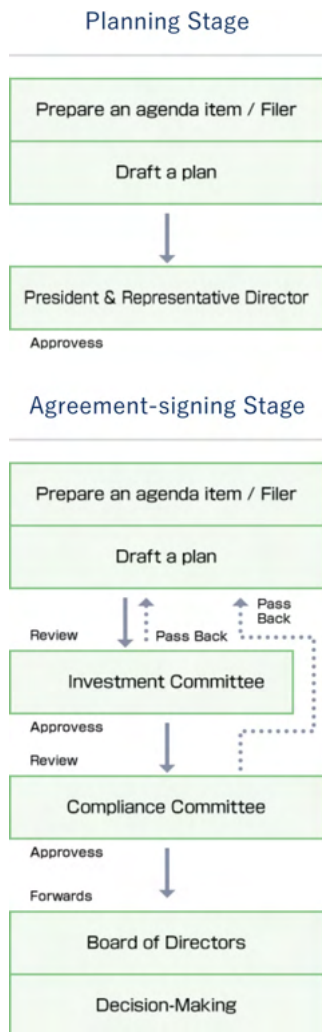 Planning Stage
Prepare an agenda item / Filer
Draft a plan
President & Representative Director
Approvess
Agreement-signing Stage
Prepare an agenda item / Filer
Draft a plan
Pass
Back
Review
Pass Back
Investment Committee
Approvess
Review
Compliance Committee
Approvess
Forwards
Board of Directors
Decision-Making